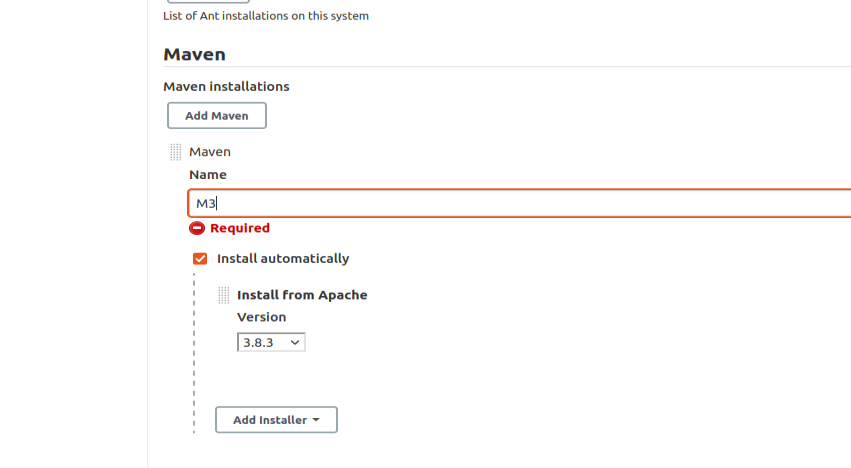 List of Ant installations on this system
Maven
Maven installations
Add Maven
Maven
Name
M3
Required
Install automatically
Install from Apache
Version
3.8.3
Add Installer